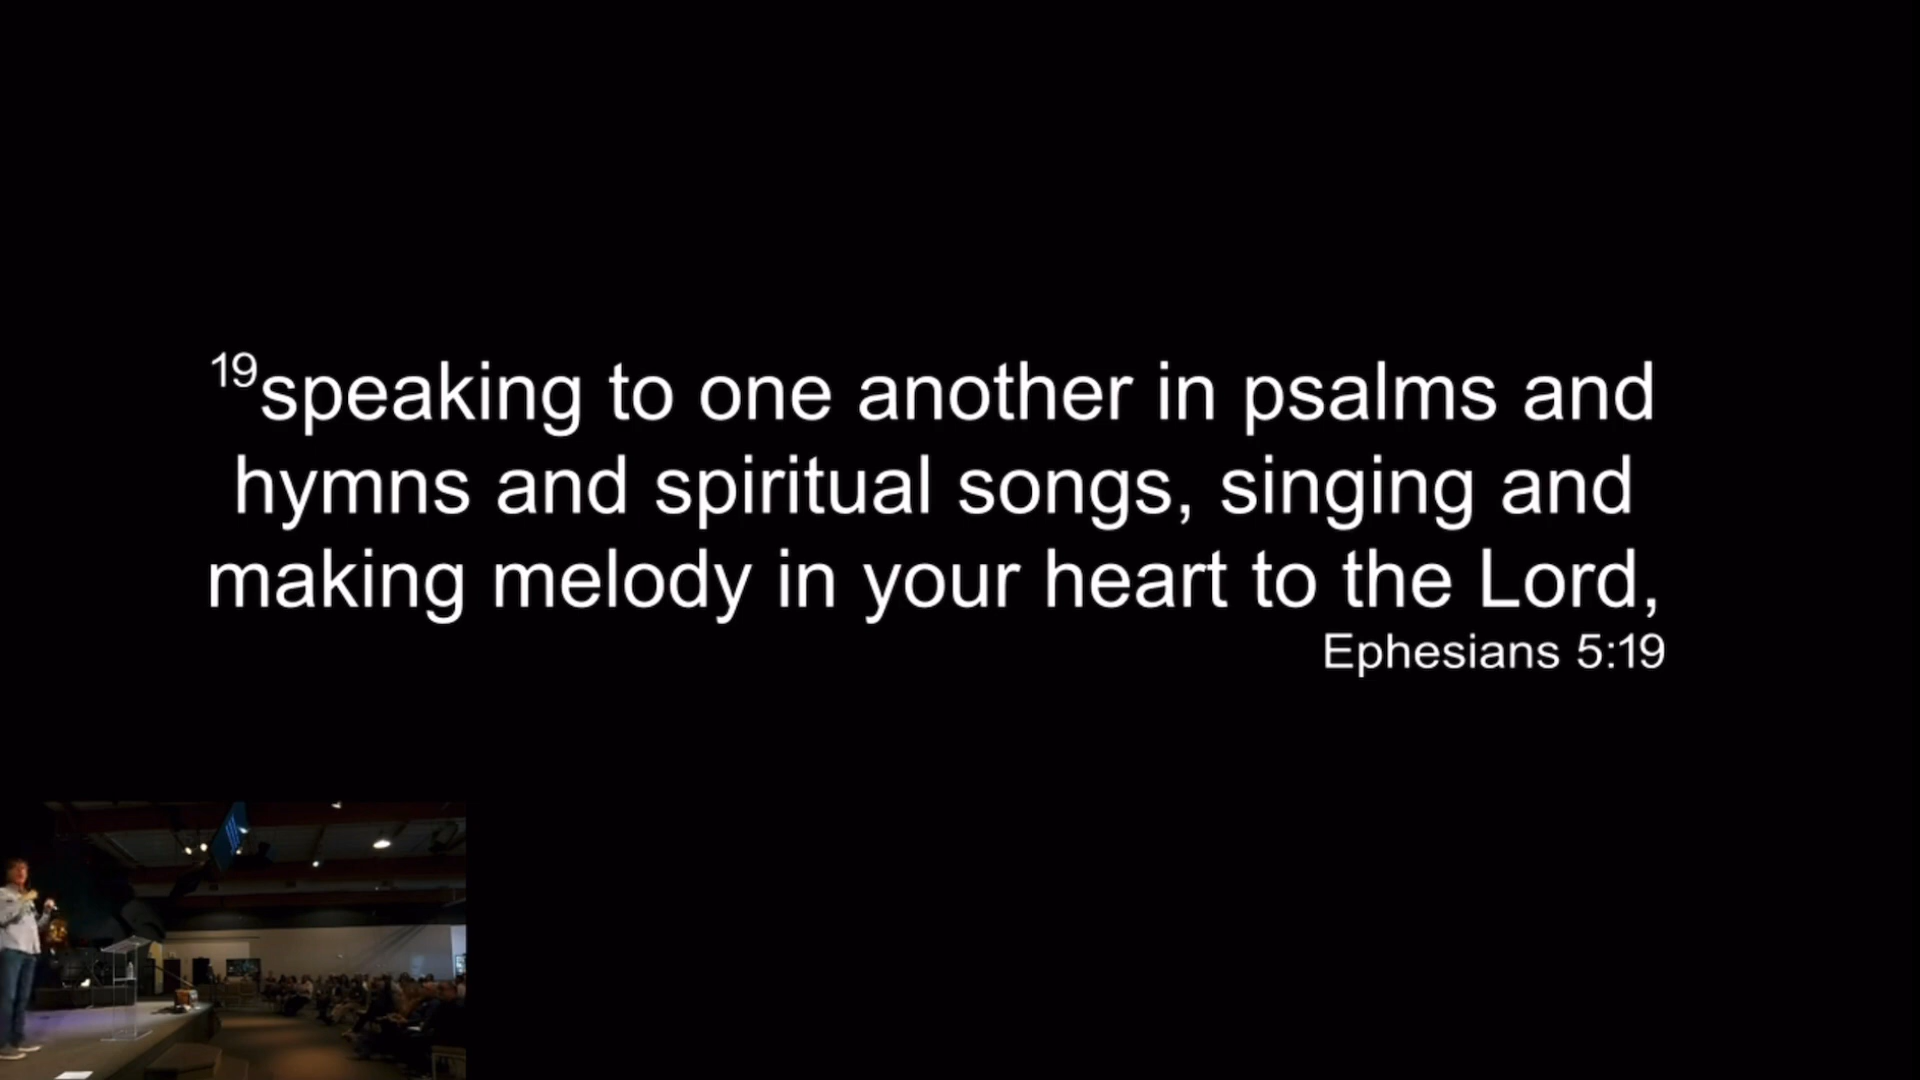 19speaking to one another in psalms and
hymns and spiritual songs, singing and
making melody in your heart to the Lord,
Ephesians 5:19